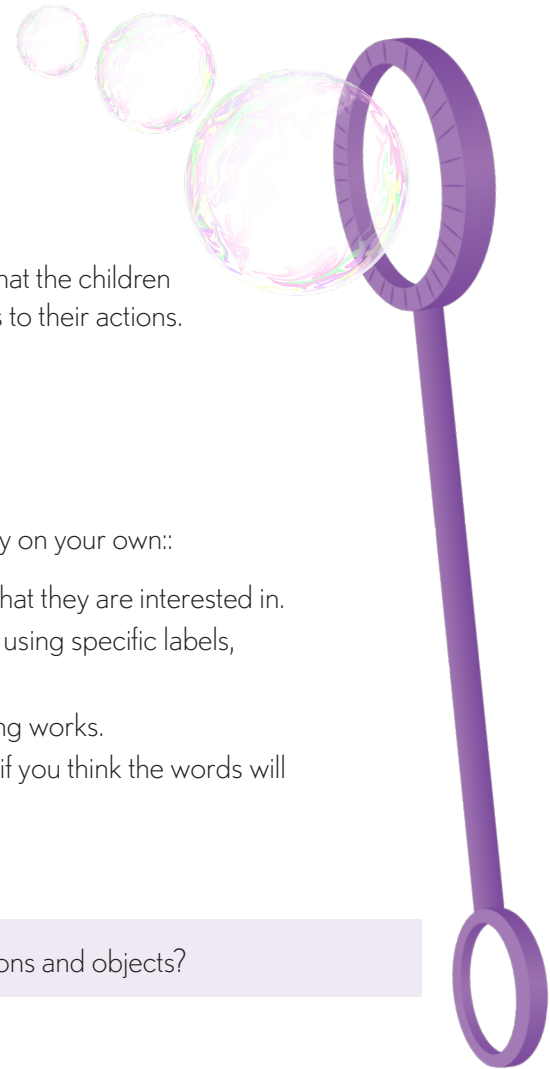 hat the children
s to their actions.
y on your own::
hat they are interested in.
using specific labels,
ng works.
if you think the words will
ons and objects?